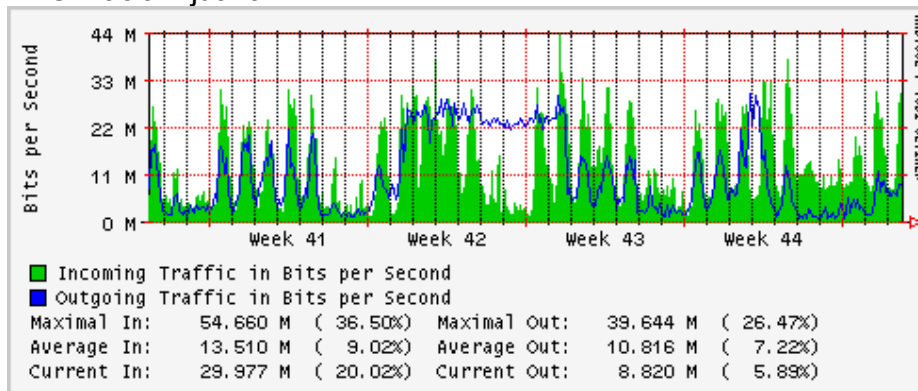 44 M
33 M
22 M
11 M
0 M
Bits per Second
Week 41 Week 42 Week 43 Week 44
Incoming Traffic in Bits per Second
Outgoing Traffic in Bits per Second
Maximal In: 54.660 M ( 36.50%) Maximal Out: 39.644 M ( 26.47%)
Average In: 13.510 M ( 9.02%) Average Out: 10.816 M ( 7.22%)
Current In: 29.977 M ( 20.02%) Current Out: 8.820 M ( 5.89%)